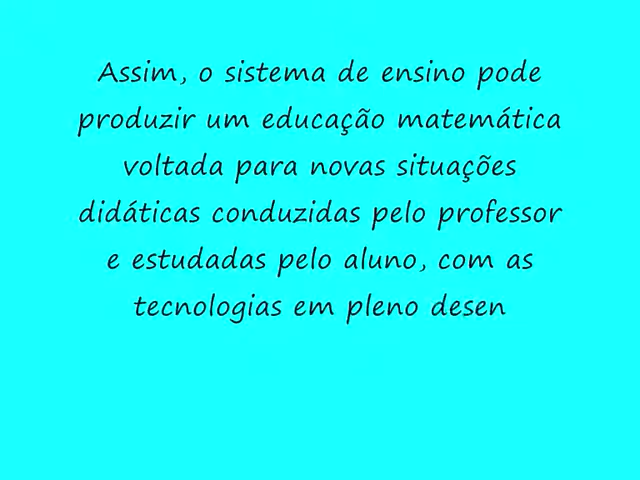 Assim, o sistema de ensino pode
produzir um educação matemática
voltada para novas situações
didáticas conduzidas pelo professor
e estudadas pelo aluno, com as
tecnologias em pleno desen